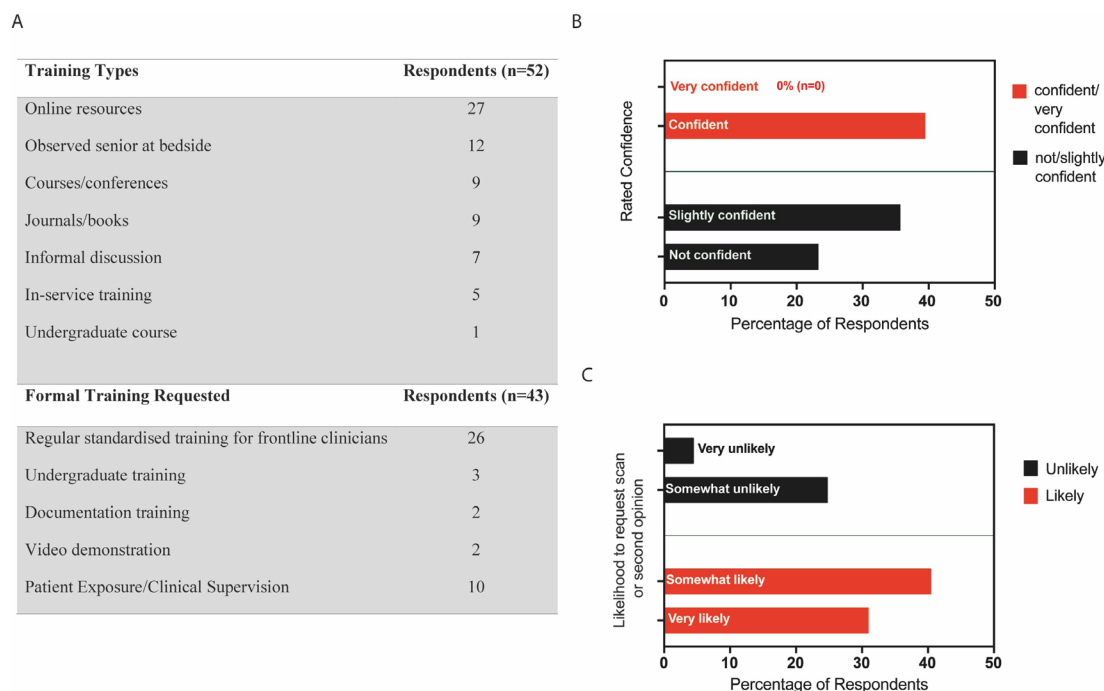 A
Training Types Respondents (n=52)
Online resources 27
Observed senior at bedside 12
Courses/conferences 9
Journals/books 9
Informal discussion 7
In-service training 5
Undergraduate course 1
Formal Training Requested Respondents (n=43)
Regular standardised training for frontline clinicians 26
Undergraduate training 3
Documentation training 2
Video demonstration 2
Patient Exposure/Clinical Supervision 10
B
Rated Confidence
Very confident 0% (n=0)
Confident
Slightly confident
Not confident
0 10 20 30 40 50
Percentage of Respondents
confident/
very
confident
not/slightly
confident
C
Likelihood to request scan
or second opinion
Very unlikely
Somewhat unlikely
Somewhat likely
Very likely
0 10 20 30 40 50
Percentage of Respondents
Unlikely
Likely